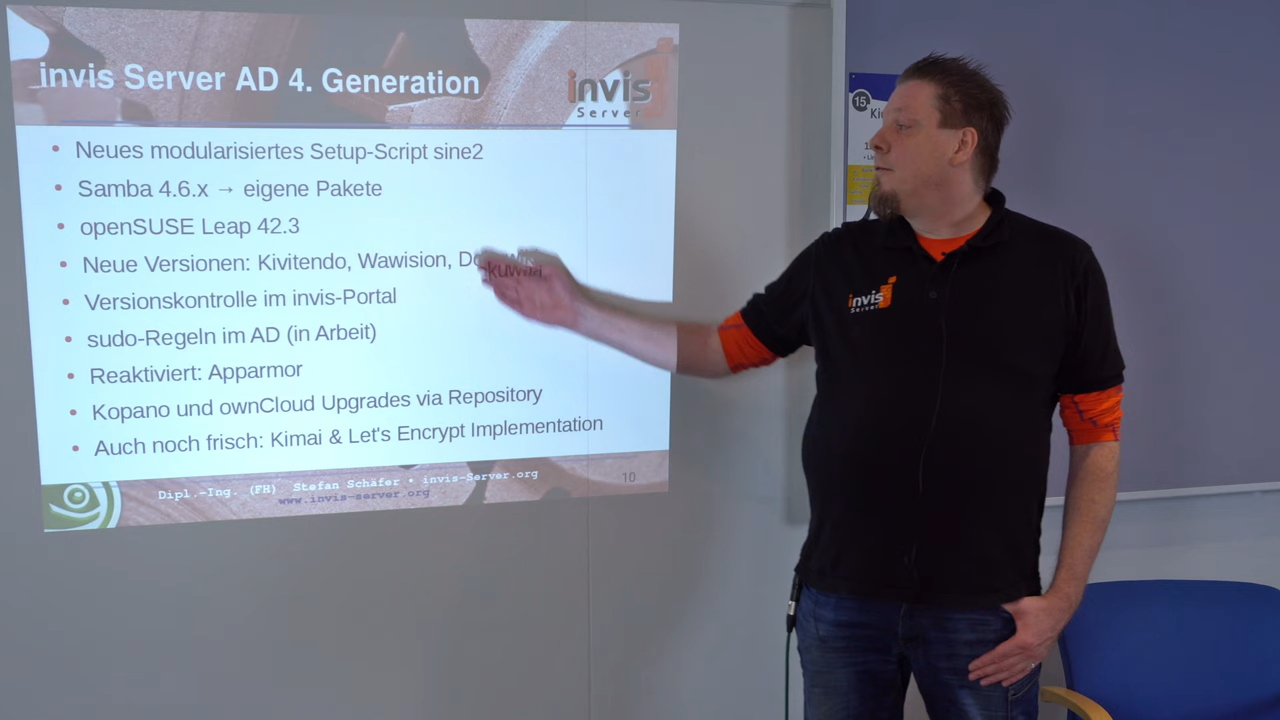 invis Server AD 4. Generation
invis
Server
• Neues modularisiertes Setup-Script sine2
• Samba 4.6.x → eigene Pakete
• openSUSE Leap 42.3
• Neue Versionen: Kivitendo, Wawision, Dokuwiki
• Versionskontrolle im invis-Portal
• sudo-Regeln im AD (in Arbeit)
• Reaktiviert: Apparmor
• Kopano und ownCloud Upgrades via Repository
• Auch noch frisch: Kimai & Let's Encrypt Implementation
Dipl.-Ing. (FH) Stefan Schäfer • invis-Server.org
www.invis-server.org
10
invis
Server
15